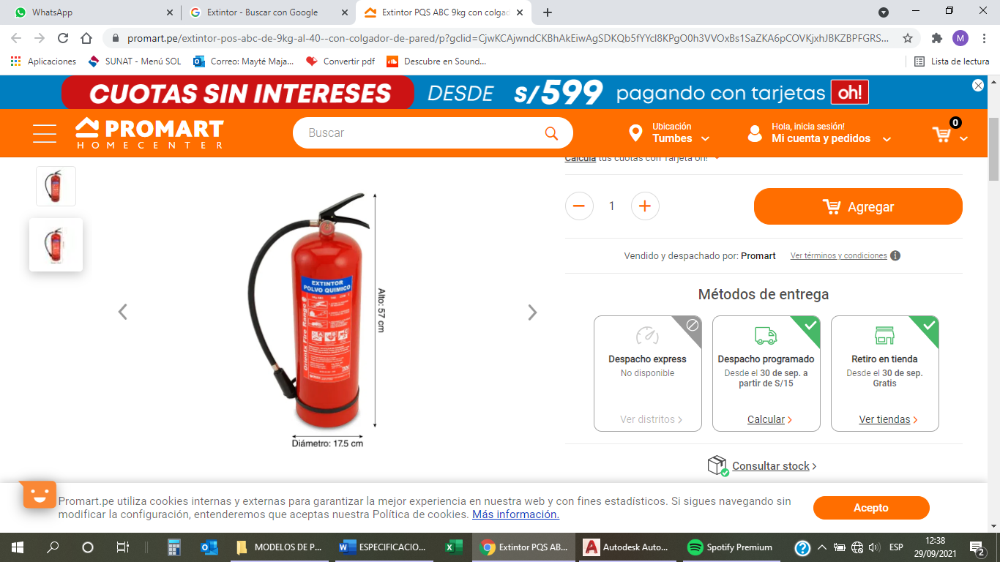 WhatsApp
Extintor - Buscar con Google
Extintor PQS ABC 9kg con colgad
promart.pe/extintor-pqs-abc-de-9kg-al-40--con-colgador-de-pared/p?gclid=CjwKCAjwndCKBhAkEiwAgSDKQb5fYYcl8KPgO0h3VVOxBs1SaZKA6pCOVKjxhJBKZBPFGRS...
M
Aplicaciones
SUNAT - Menú SOL
Correo: Mayté Maja...
Convertir pdf
Descubre en Sound...
Lista de lectura
CUOTAS SIN INTERESES DESDE S/599 pagando con tarjetas oh!
PROMART
HOMECENTER
Buscar
Ubicación
Tumbes
Hola, inicia sesión!
Mi cuenta y pedidos
0
Calcula tus cuotas con Tarjeta oh!
1
Agregar
Vendido y despachado por: Promart
Ver términos y condiciones
EXTINTOR
POLVO QUIMICO
Orientx Fire Range
Alto: 57 cm
Diámetro: 17.5 cm
Métodos de entrega
Despacho express
No disponible
Ver distritos
Despacho programado
Desde el 30 de sep. a
partir de S/15
Calcular
Retiro en tienda
Desde el 30 de sep.
Gratis
Ver tiendas
Consultar stock
Promart.pe utiliza cookies internas y externas para garantizar la mejor experiencia en nuestra web y con fines estadísticos. Si sigues navegando sin
modificar la configuración, entenderemos que aceptas nuestra Política de cookies. Más información.
Acepto
MODELOS DE P...
ESPECIFICACIO...
Extintor PQS AB...
Autodesk Auto...
Spotify Premium
ESP
12:38
29/09/2021
2